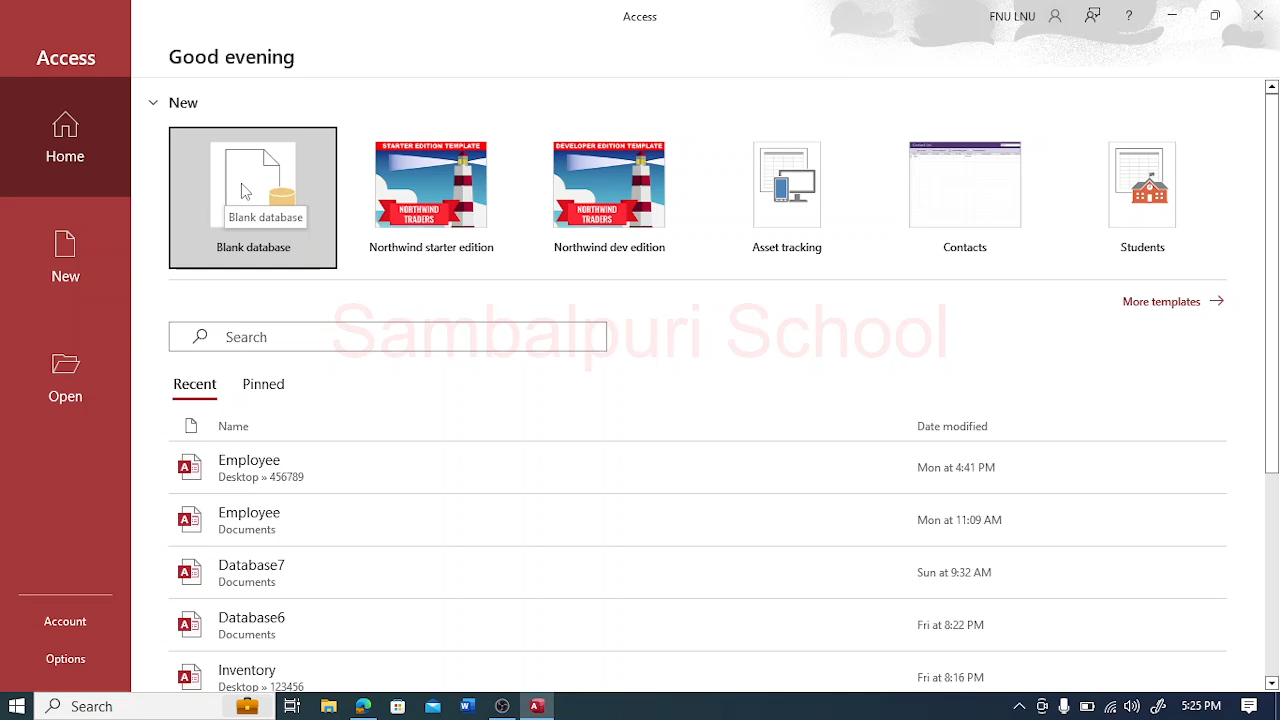 Access
FNU LNU
?
Access
Good evening
Home
New
Open
Account
Options
New
Blank database
Blank database
STARTER EDITION TEMPLATE
NORTHWIND
TRADERS
Northwind starter edition
DEVELOPER EDITION TEMPLATE
NORTHWIND
TRADERS
Northwind dev edition
Asset tracking
Contacts
Students
More templates
Sambalpuri School
Search
Recent Pinned
Name Date modified
Employee
Desktop » 456789
Mon at 4:41 PM
Employee
Documents
Mon at 11:09 AM
Database7
Documents
Sun at 9:32 AM
Database6
Documents
Fri at 8:22 PM
Inventory
Desktop » 123456
Fri at 8:16 PM
Search
5:25 PM